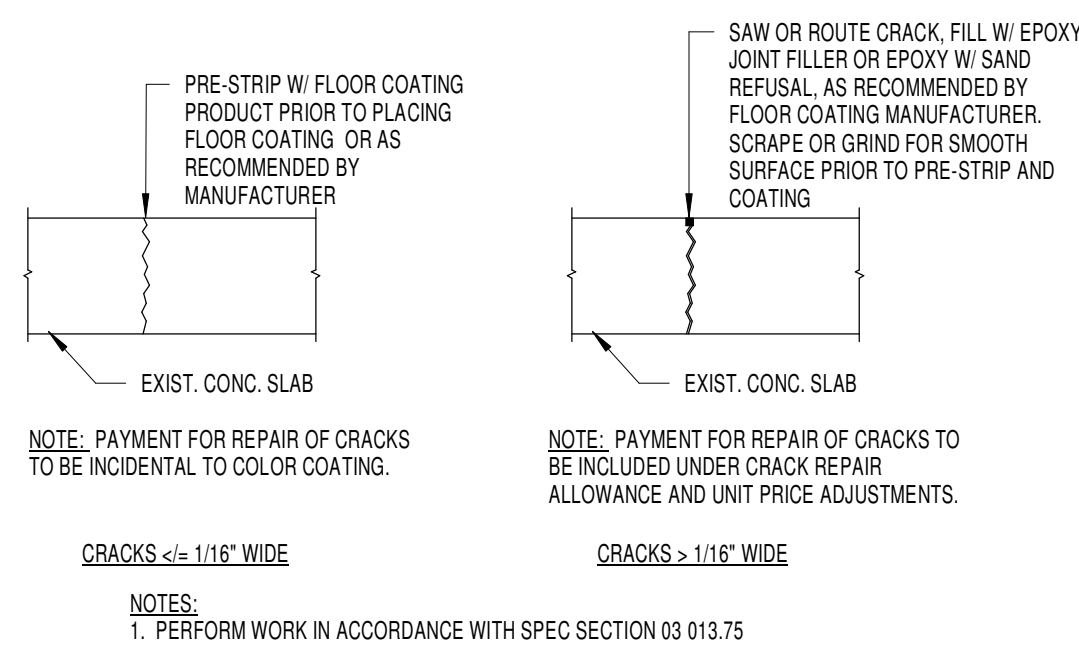 PRE-STRIP W/ FLOOR COATING
PRODUCT PRIOR TO PLACING
FLOOR COATING OR AS
RECOMMENDED BY
MANUFACTURER
EXIST. CONC. SLAB
NOTE: PAYMENT FOR REPAIR OF CRACKS
TO BE INCIDENTAL TO COLOR COATING.
CRACKS </= 1/16" WIDE
SAW OR ROUTE CRACK, FILL W/ EPOXY
JOINT FILLER OR EPOXY W/ SAND
REFUSAL, AS RECOMMENDED BY
FLOOR COATING MANUFACTURER.
SCRAPE OR GRIND FOR SMOOTH
SURFACE PRIOR TO PRE-STRIP AND
COATING
EXIST. CONC. SLAB
NOTE: PAYMENT FOR REPAIR OF CRACKS TO
BE INCLUDED UNDER CRACK REPAIR
ALLOWANCE AND UNIT PRICE ADJUSTMENTS.
CRACKS > 1/16" WIDE
NOTES:
1. PERFORM WORK IN ACCORDANCE WITH SPEC SECTION 03 013.75